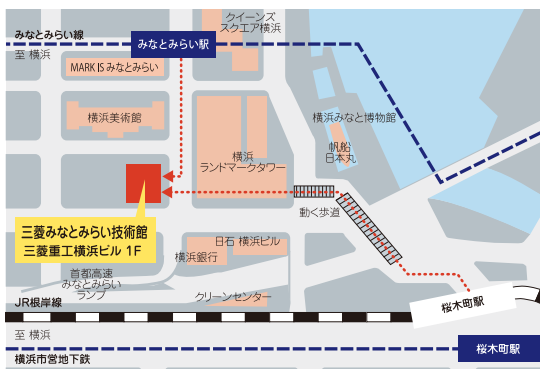 クイーンズ
スクエア横浜
みなとみらい線
みなとみらい駅
至 横浜
MARK IS みなとみらい
横浜美術館
横浜みなと博物館
帆船
日本丸
横浜
ランドマークタワー
動く歩道
三菱みなとみらい技術館
三菱重工横浜ビル 1F
日石 横浜ビル
横浜銀行
首都高速
みなとみらい
ランプ
クリーンセンター
JR根岸線
桜木町駅
至 横浜
桜木町駅
横浜市営地下鉄